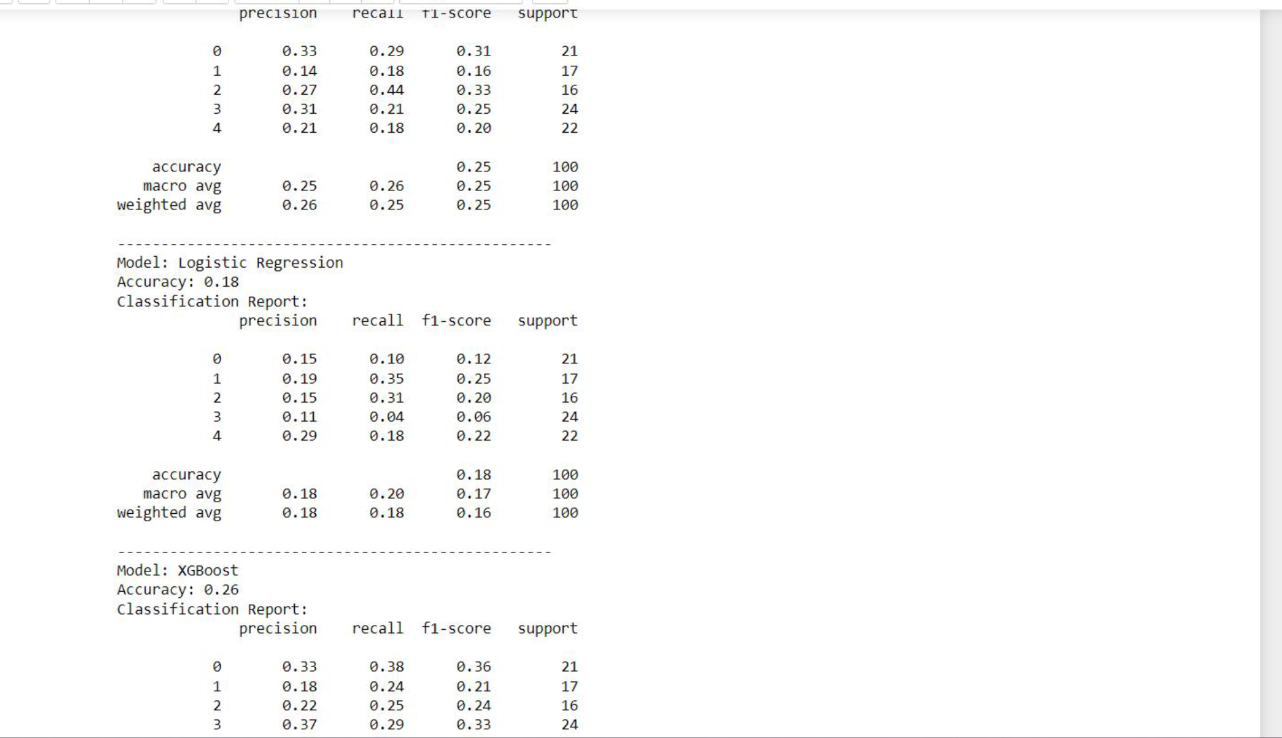 precision recall f1-score support
0 0.33 0.29 0.31 21
1 0.14 0.18 0.16 17
2 0.27 0.44 0.33 16
3 0.31 0.21 0.25 24
4 0.21 0.18 0.20 22
accuracy 0.25 100
macro avg 0.25 0.26 0.25 100
weighted avg 0.26 0.25 0.25 100
--------------------------------------------------
Model: Logistic Regression
Accuracy: 0.18
Classification Report:
precision recall f1-score support
0 0.15 0.10 0.12 21
1 0.19 0.35 0.25 17
2 0.15 0.31 0.20 16
3 0.11 0.04 0.06 24
4 0.29 0.18 0.22 22
accuracy 0.18 100
macro avg 0.18 0.20 0.17 100
weighted avg 0.18 0.18 0.16 100
--------------------------------------------------
Model: XGBoost
Accuracy: 0.26
Classification Report:
precision recall f1-score support
0 0.33 0.38 0.36 21
1 0.18 0.24 0.21 17
2 0.22 0.25 0.24 16
3 0.37 0.29 0.33 24